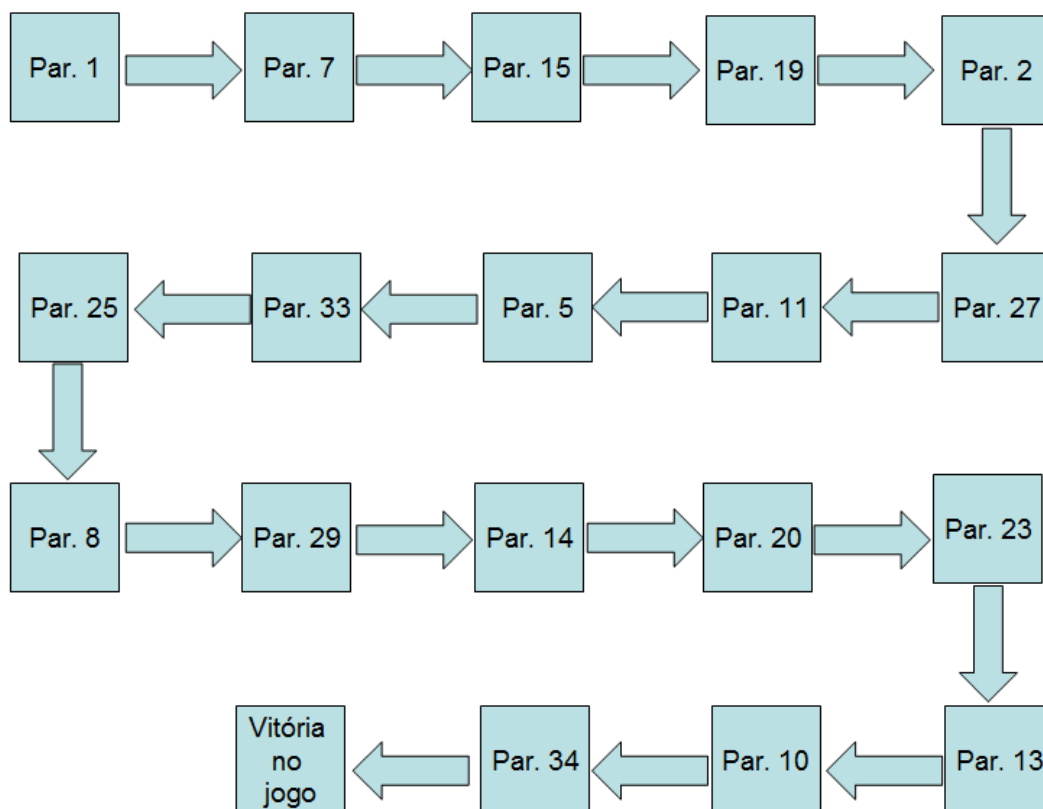 Par. 1
Par. 7
Par. 15
Par. 19
Par. 2
Par. 25
Par. 33
Par. 5
Par. 11
Par. 27
Par. 8
Par. 29
Par. 14
Par. 20
Par. 23
Vitória
no
jogo
Par. 34
Par. 10
Par. 13